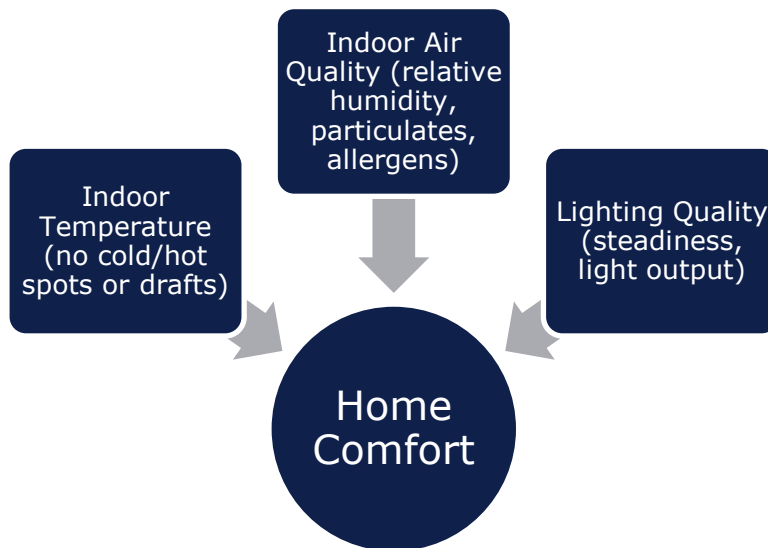 Indoor Air
Quality (relative
humidity,
particulates,
allergens)
Indoor
Temperature
(no cold/hot
spots or drafts)
Lighting Quality
(steadiness,
light output)
Home
Comfort